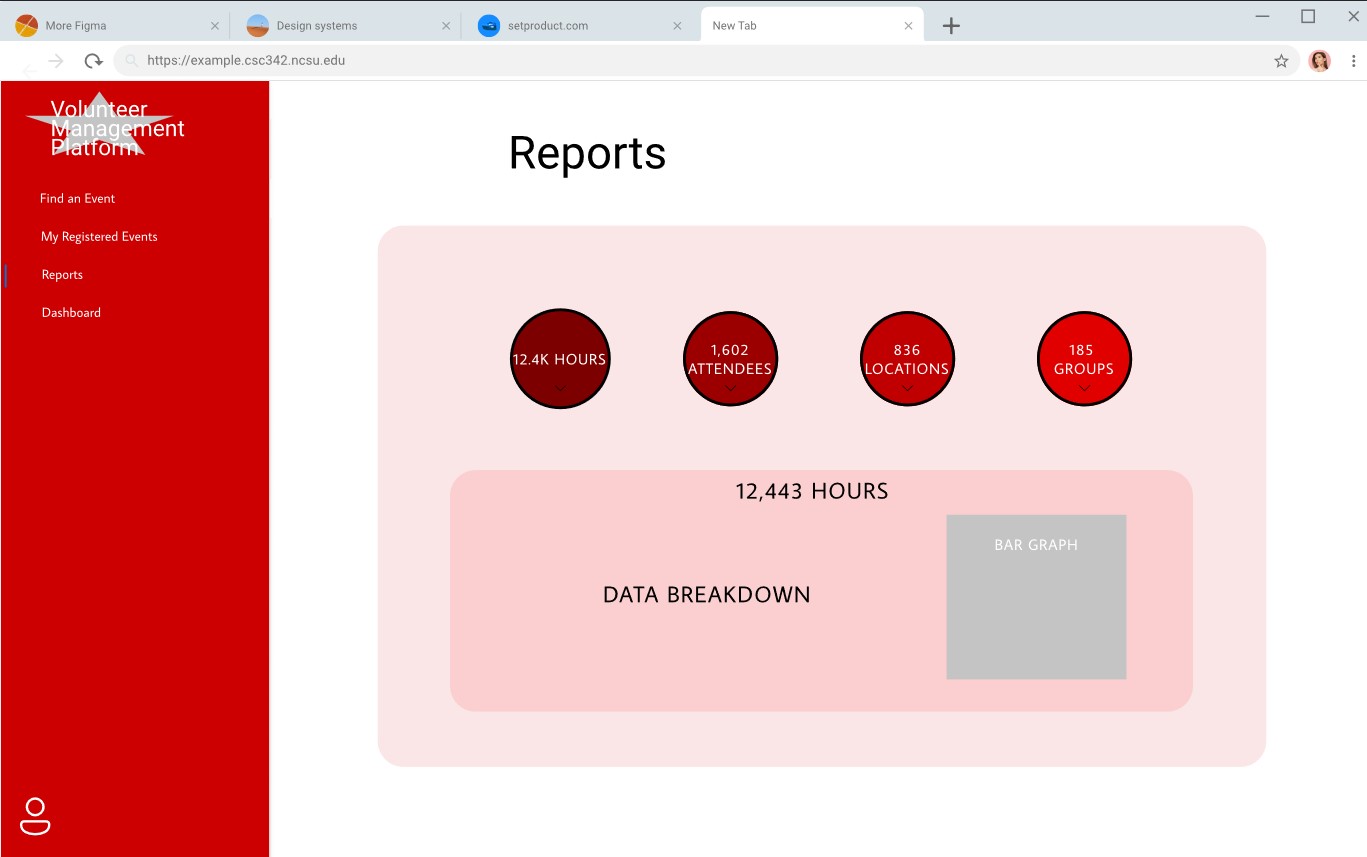 More Figma
Design systems
setproduct.com
New Tab
https://example.csc342.ncsu.edu
Volunteer
Management
Platform
Find an Event
My Registered Events
Reports
Dashboard
Reports
12.4K HOURS
1,602
ATTENDEES
836
LOCATIONS
185
GROUPS
12,443 HOURS
BAR GRAPH
DATA BREAKDOWN